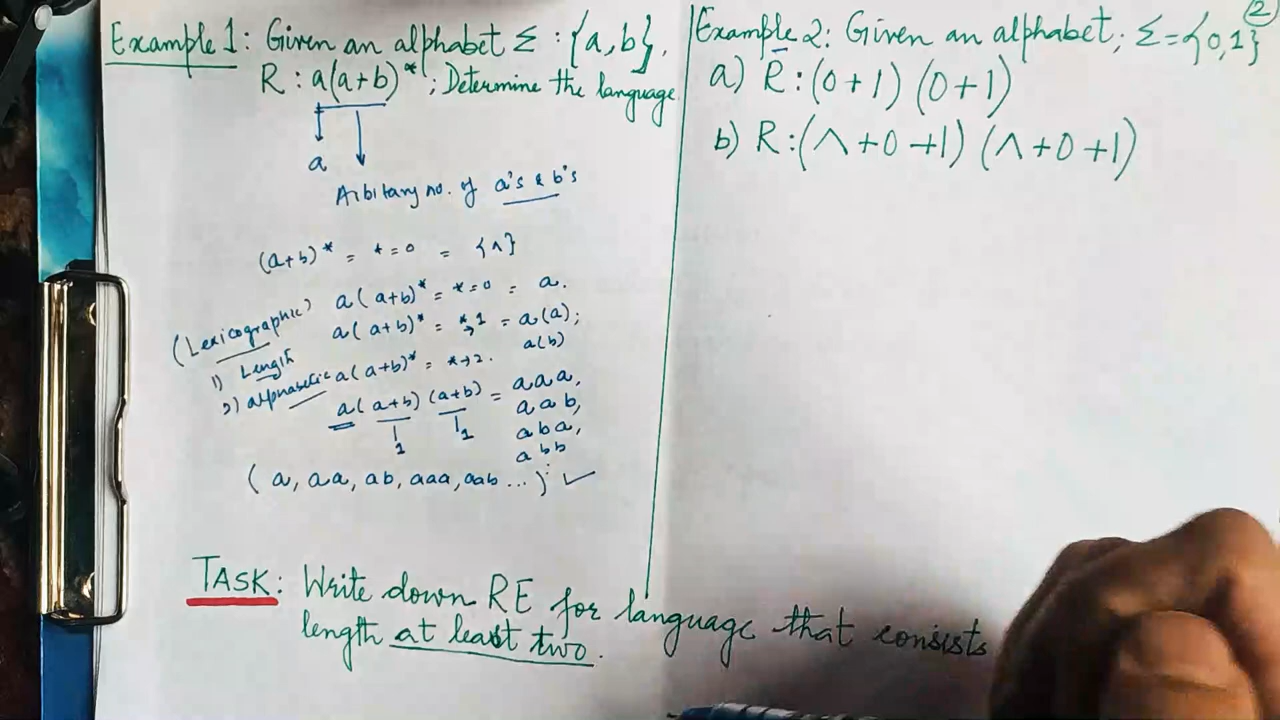 Example 1: Given an alphabet Σ : {a,b},
R : a(a+b)* ; Determine the language
a
Arbitary no. of a's & b's
(a+b)* = *=0 = {^}
(Lexicographic)
1) Length
2) alphabetic
a(a+b)* = *=0 = a.
a(a+b)* = *→1 = a(a);
a(b)
a(a+b)* = *→2.
a(a+b)(a+b) = aaa,
1 1
aab,
aba,
abb
(a, aa, ab, aaa, aab ...) ✓
2
Example 2: Given an alphabet; Σ={0,1}
a) R:(0+1) (0+1)
b) R:(^+0+1) (^+0+1)
TASK: Write down RE for language that consists
length at least two.